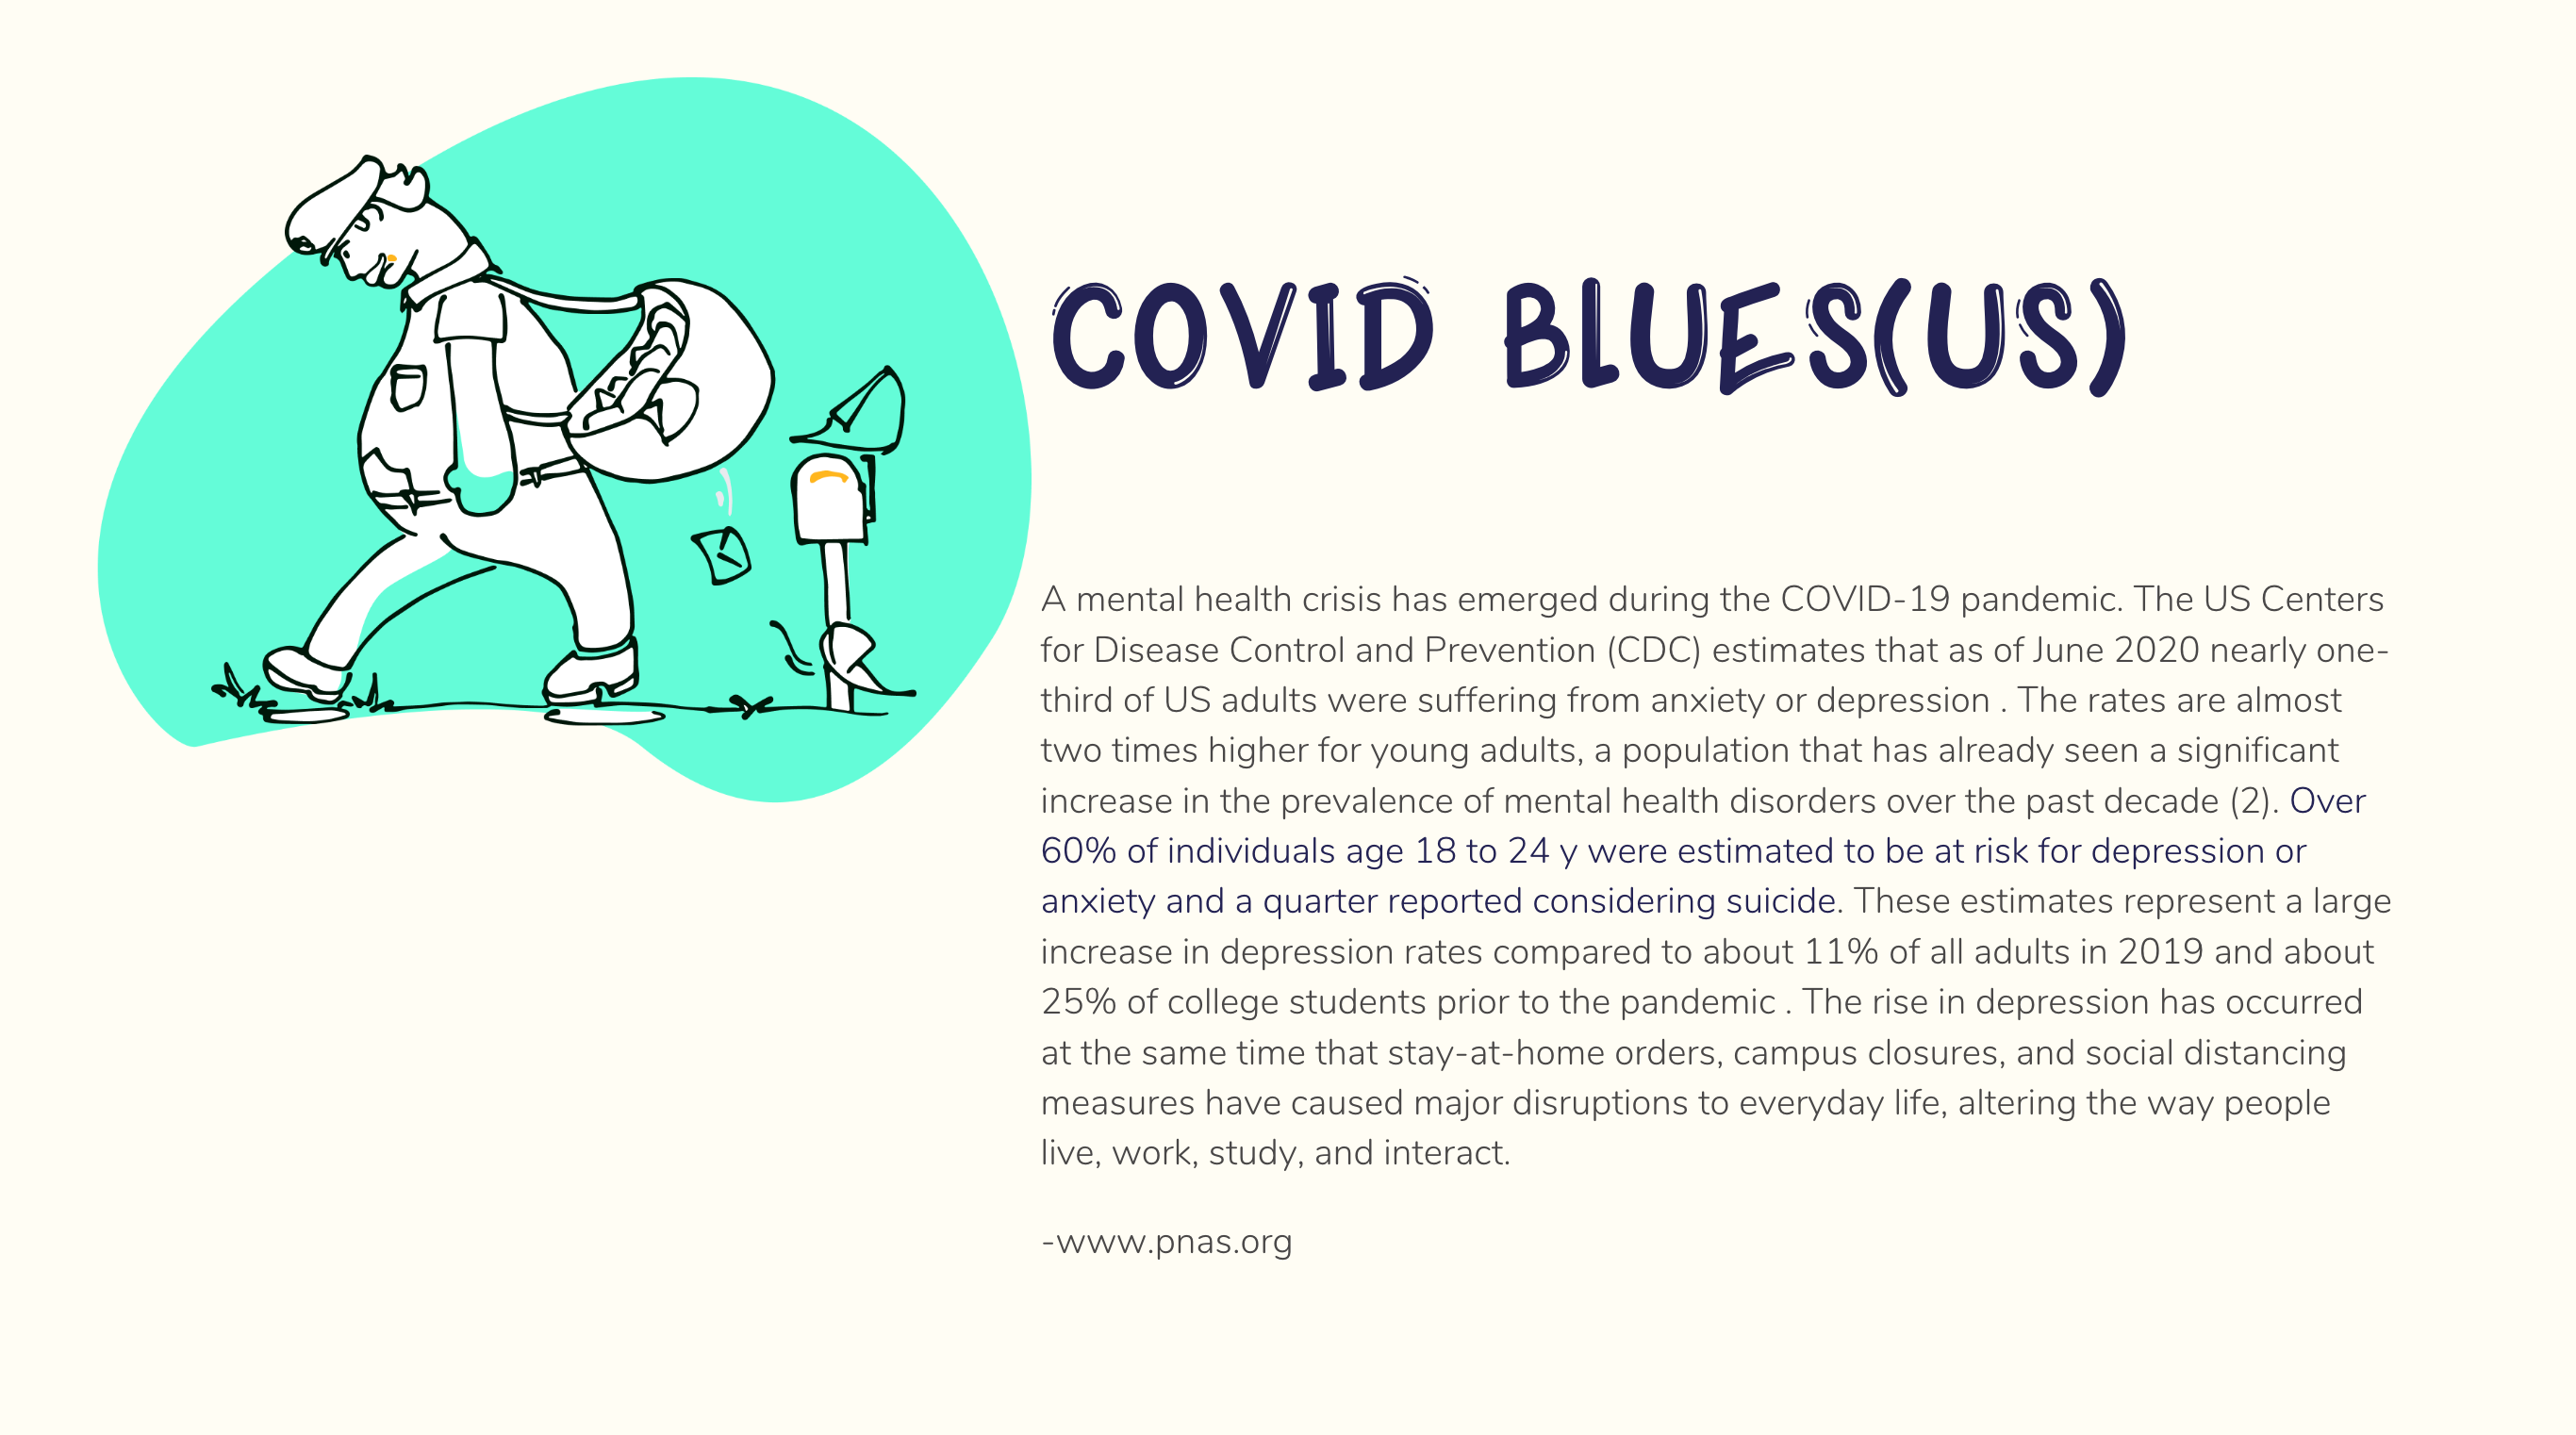 COVID BLUES(US)
A mental health crisis has emerged during the COVID-19 pandemic. The US Centers
for Disease Control and Prevention (CDC) estimates that as of June 2020 nearly one-
third of US adults were suffering from anxiety or depression . The rates are almost
two times higher for young adults, a population that has already seen a significant
increase in the prevalence of mental health disorders over the past decade (2). Over
60% of individuals age 18 to 24 y were estimated to be at risk for depression or
anxiety and a quarter reported considering suicide. These estimates represent a large
increase in depression rates compared to about 11% of all adults in 2019 and about
25% of college students prior to the pandemic . The rise in depression has occurred
at the same time that stay-at-home orders, campus closures, and social distancing
measures have caused major disruptions to everyday life, altering the way people
live, work, study, and interact.
-www.pnas.org